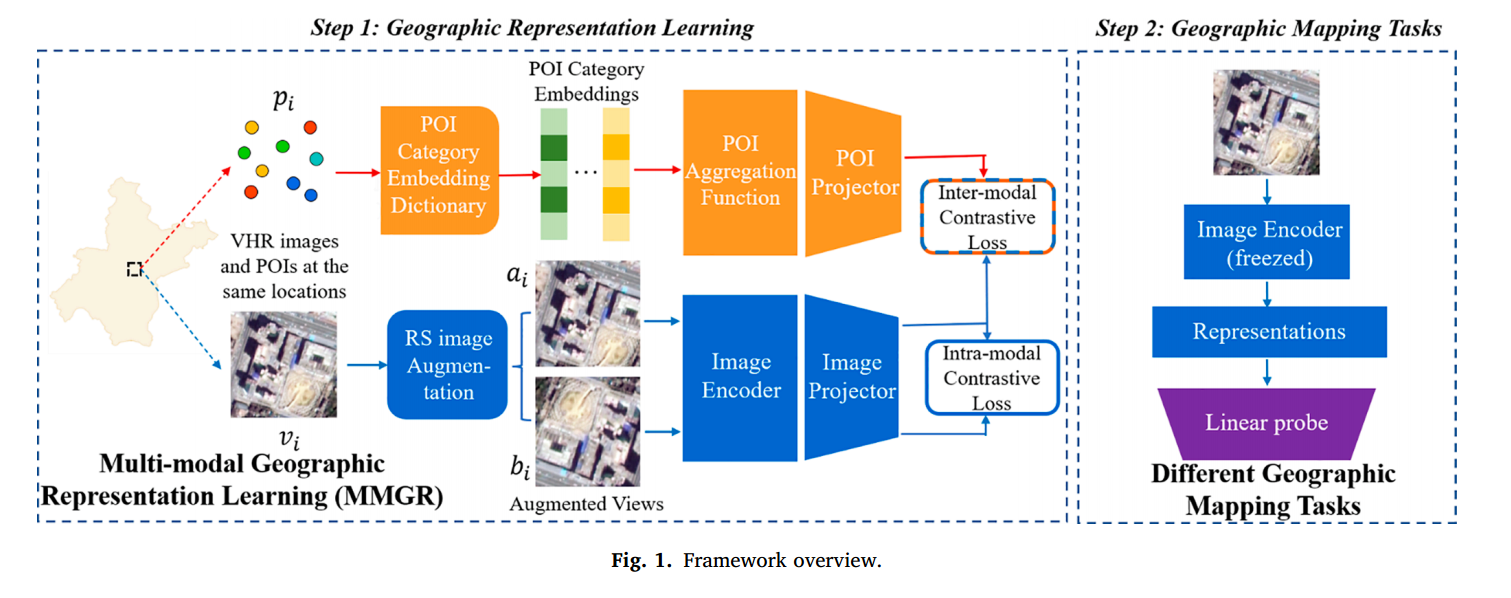 Step 1: Geographic Representation Learning
Step 2: Geographic Mapping Tasks
p_i
POI
Category
Embedding
Dictionary
POI Category
Embeddings
...
POI
Aggregation
Function
POI
Projector
Inter-modal
Contrastive
Loss
VHR images
and POIs at the
same locations
v_i
RS image
Augmen-
tation
a_i
b_i
Augmented Views
Image
Encoder
Image
Projector
Intra-modal
Contrastive
Loss
Multi-modal Geographic
Representation Learning (MMGR)
Image Encoder
(freezed)
Representations
Linear probe
Different Geographic
Mapping Tasks
Fig. 1. Framework overview.